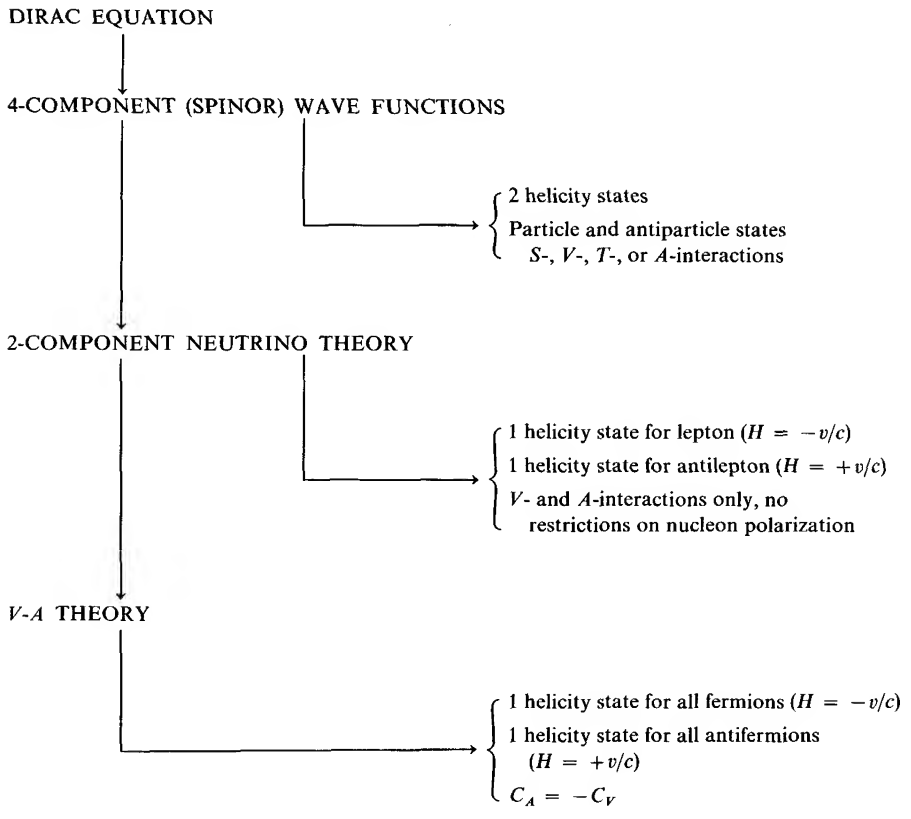 DIRAC EQUATION
4-COMPONENT (SPINOR) WAVE FUNCTIONS
2 helicity states
Particle and antiparticle states
S-, V-, T-, or A-interactions
2-COMPONENT NEUTRINO THEORY
1 helicity state for lepton (H = −v/c)
1 helicity state for antilepton (H = +v/c)
V- and A-interactions only, no
restrictions on nucleon polarization
V-A THEORY
1 helicity state for all fermions (H = −v/c)
1 helicity state for all antifermions
(H = +v/c)
C_A = −C_V